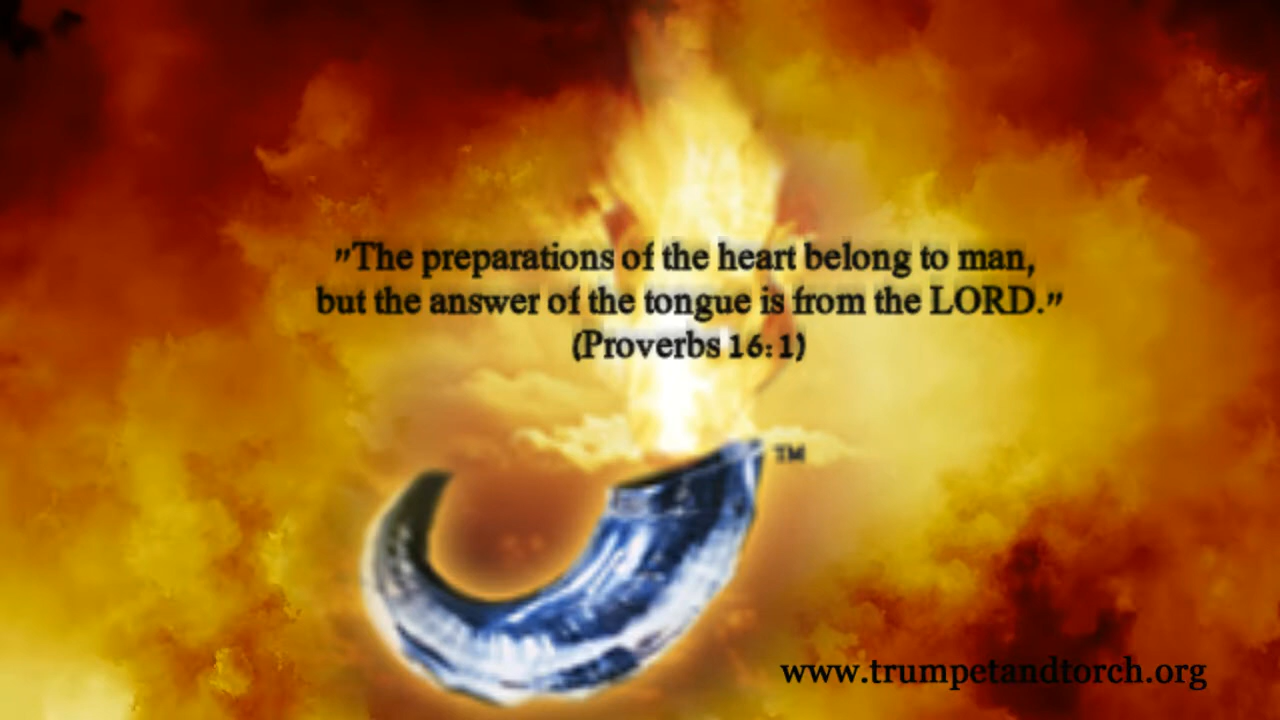 "The preparations of the heart belong to man,
but the answer of the tongue is from the LORD."
(Proverbs 16:1)
TM
www.trumpetandtorch.org